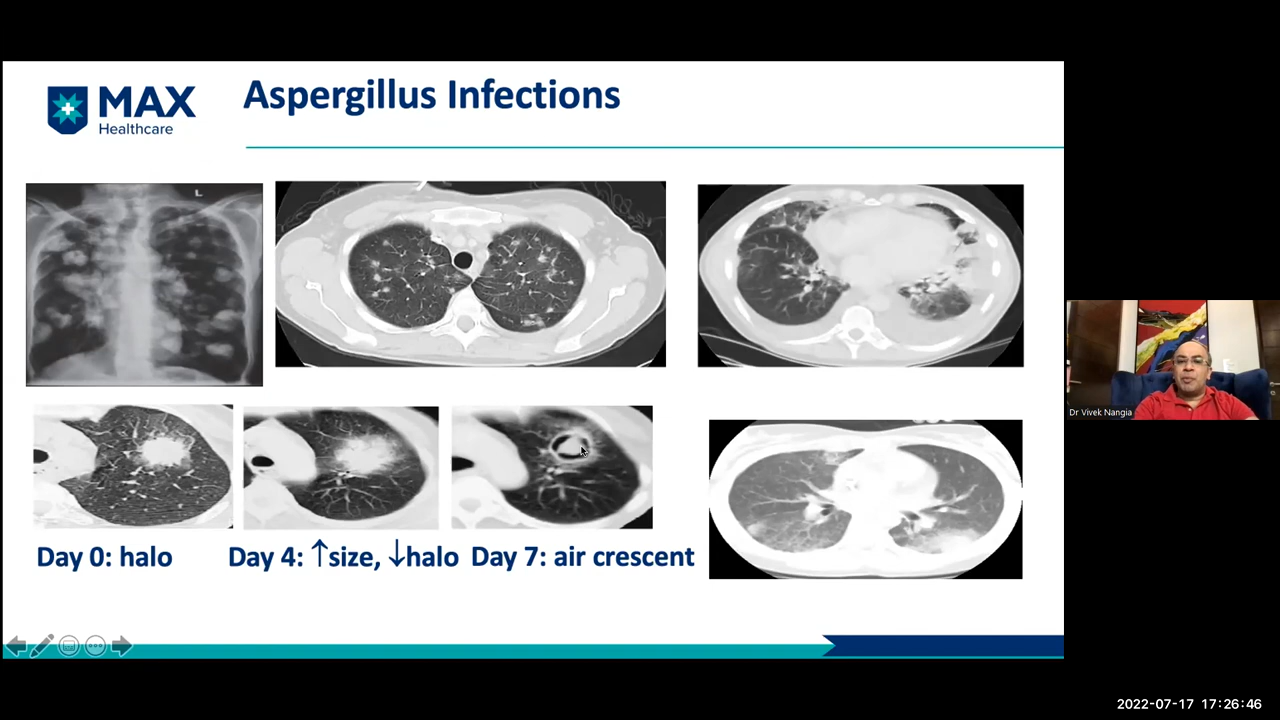 MAX
Healthcare
Aspergillus Infections
L
Day 0: halo
Day 4: ↑size, ↓halo
Day 7: air crescent
Dr Vivek Nangia
2022-07-17 17:26:46